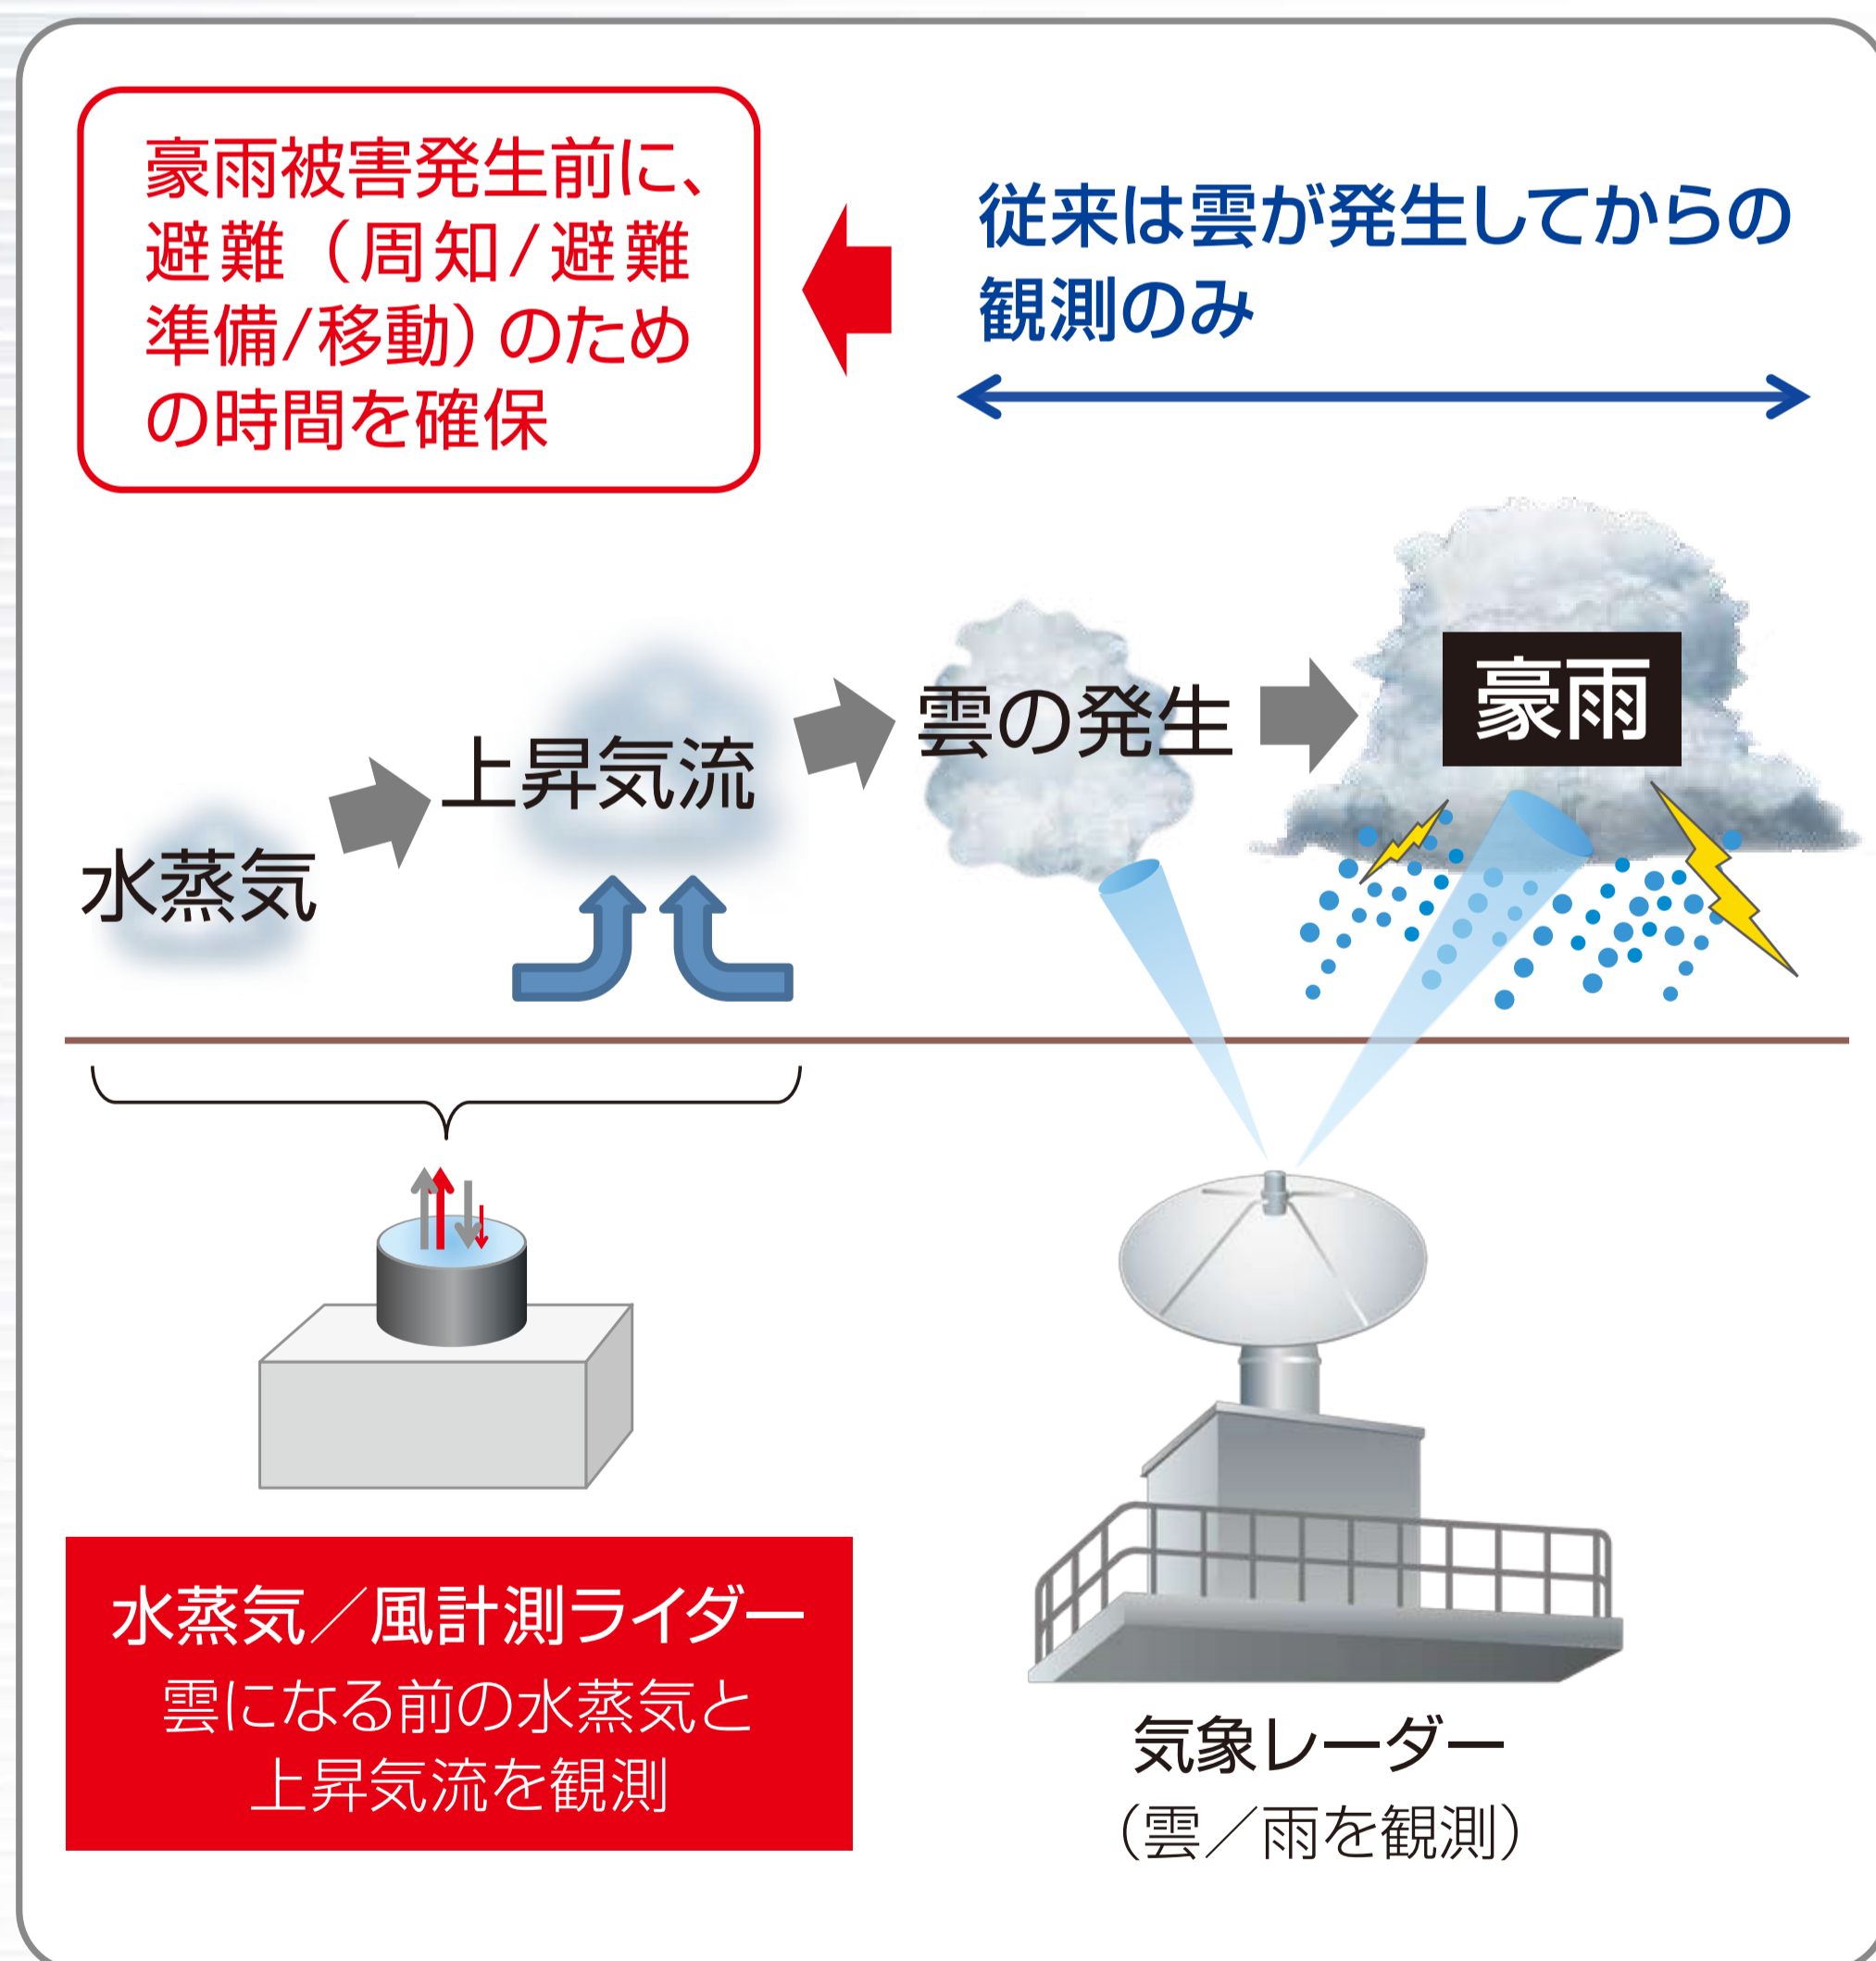 豪雨被害発生前に、
避難（周知/避難
準備/移動）のため
の時間を確保
従来は雲が発生してからの
観測のみ
水蒸気
上昇気流
雲の発生
豪雨
水蒸気／風計測ライダー
雲になる前の水蒸気と
上昇気流を観測
気象レーダー
（雲／雨を観測）